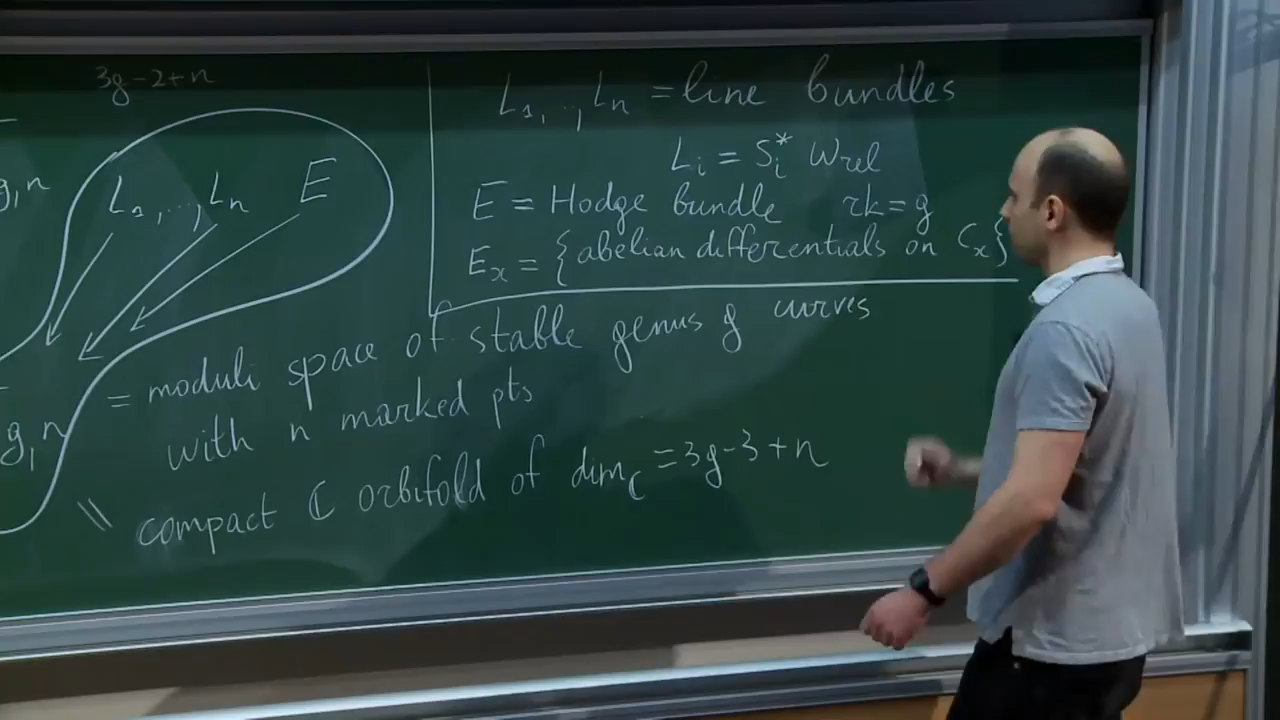 3g-2+n
g,n
L₁,...,Lₙ E
L₁,..,Lₙ = line bundles
Lᵢ = Sᵢ* ωrel
E = Hodge bundle rk=g
Eₓ = {abelian differentials on Cₓ}
= moduli space of stable genus g curves
with n marked pts
g,n
\\ compact ℂ orbifold of dim_ℂ = 3g-3+n